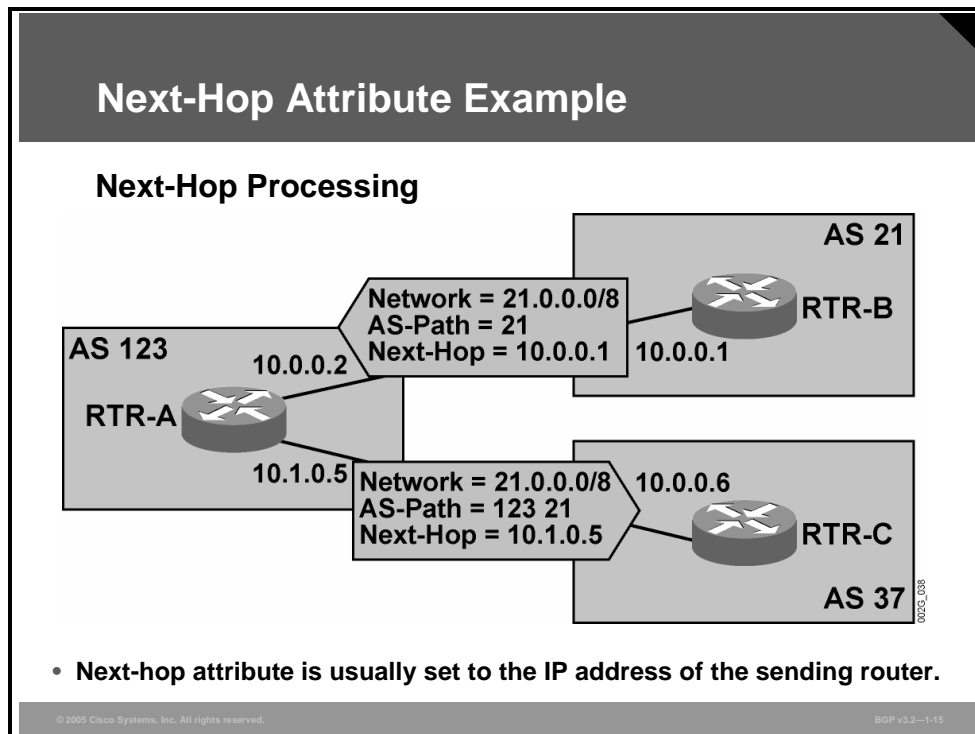 Next-Hop Attribute Example
Next-Hop Processing
AS 21
RTR-B
Network = 21.0.0.0/8
AS-Path = 21
Next-Hop = 10.0.0.1
10.0.0.1
AS 123
10.0.0.2
RTR-A
10.1.0.5
Network = 21.0.0.0/8
AS-Path = 123 21
Next-Hop = 10.1.0.5
10.0.0.6
RTR-C
AS 37
002G_038
• Next-hop attribute is usually set to the IP address of the sending router.
© 2005 Cisco Systems, Inc. All rights reserved.
BGP v3.2—1-15